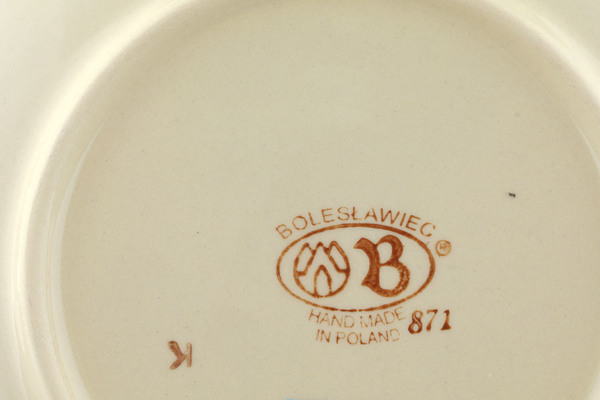 BOLESŁAWIEC ®
B
HAND MADE
IN POLAND 871
K